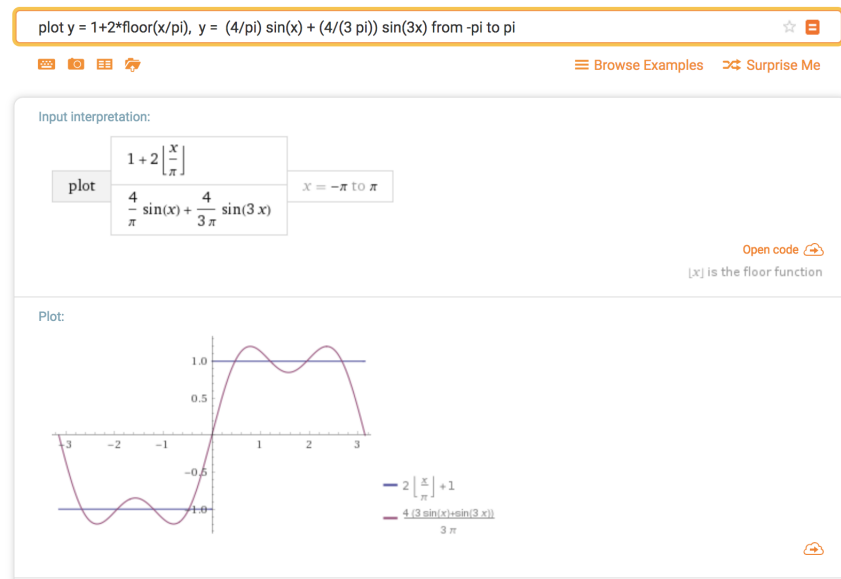 plot y = 1+2*floor(x/pi), y = (4/pi) sin(x) + (4/(3 pi)) sin(3x) from -pi to pi
Browse Examples Surprise Me
Input interpretation:
plot
1 + 2 ⌊x/π⌋
4/π sin(x) + 4/(3 π) sin(3 x)
x = -π to π
Open code
⌊x⌋ is the floor function
Plot:
1.0
0.5
-3 -2 -1 1 2 3
-0.5
-1.0
2 ⌊x/π⌋ + 1
4 (3 sin(x)+sin(3 x))
3 π